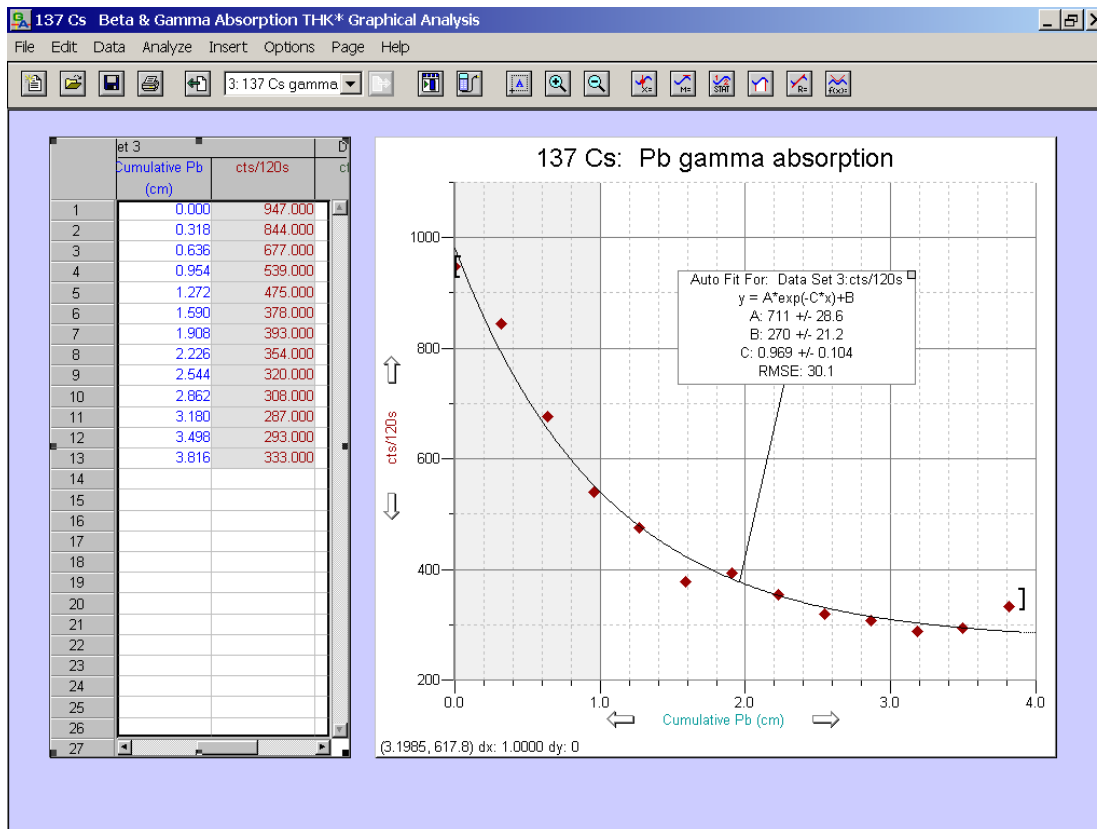 137 Cs Beta & Gamma Absorption THK* Graphical Analysis
File Edit Data Analyze Insert Options Page Help
3: 137 Cs gamma
A X= M= STAT R= f(x)=
et 3 D
Cumulative Pb cts/120s ct
(cm)
1 0.000 947.000
2 0.318 844.000
3 0.636 677.000
4 0.954 539.000
5 1.272 475.000
6 1.590 378.000
7 1.908 393.000
8 2.226 354.000
9 2.544 320.000
10 2.862 308.000
11 3.180 287.000
12 3.498 293.000
13 3.816 333.000
14
15
16
17
18
19
20
21
22
23
24
25
26
27
137 Cs: Pb gamma absorption
1000
800
600
400
200
cts/120s
Auto Fit For: Data Set 3:cts/120s
y = A*exp(-C*x)+B
A: 711 +/- 28.6
B: 270 +/- 21.2
C: 0.969 +/- 0.104
RMSE: 30.1
0.0 1.0 2.0 3.0 4.0
Cumulative Pb (cm)
(3.1985, 617.8) dx: 1.0000 dy: 0